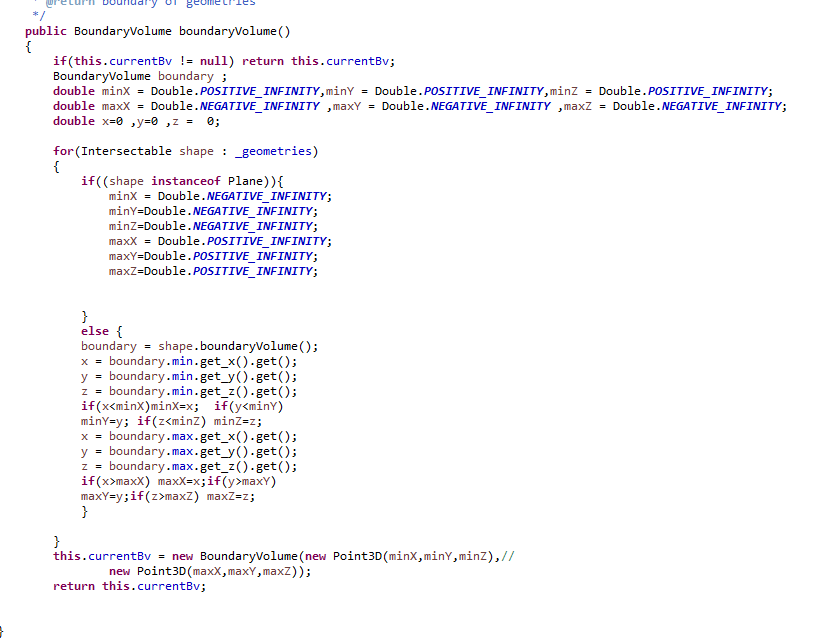 * @return boundary of geometries
*/
public BoundaryVolume boundaryVolume()
{
if(this.currentBv != null) return this.currentBv;
BoundaryVolume boundary ;
double minX = Double.POSITIVE_INFINITY,minY = Double.POSITIVE_INFINITY,minZ = Double.POSITIVE_INFINITY;
double maxX = Double.NEGATIVE_INFINITY ,maxY = Double.NEGATIVE_INFINITY ,maxZ = Double.NEGATIVE_INFINITY;
double x=0 ,y=0 ,z =  0;
for(Intersectable shape : _geometries)
{
if((shape instanceof Plane)){
minX = Double.NEGATIVE_INFINITY;
minY=Double.NEGATIVE_INFINITY;
minZ=Double.NEGATIVE_INFINITY;
maxX = Double.POSITIVE_INFINITY;
maxY=Double.POSITIVE_INFINITY;
maxZ=Double.POSITIVE_INFINITY;
}
else {
boundary = shape.boundaryVolume();
x = boundary.min.get_x().get();
y = boundary.min.get_y().get();
z = boundary.min.get_z().get();
if(x<minX)minX=x;  if(y<minY)
minY=y; if(z<minZ) minZ=z;
x = boundary.max.get_x().get();
y = boundary.max.get_y().get();
z = boundary.max.get_z().get();
if(x>maxX) maxX=x;if(y>maxY)
maxY=y;if(z>maxZ) maxZ=z;
}
}
this.currentBv = new BoundaryVolume(new Point3D(minX,minY,minZ),//
new Point3D(maxX,maxY,maxZ));
return this.currentBv;
}